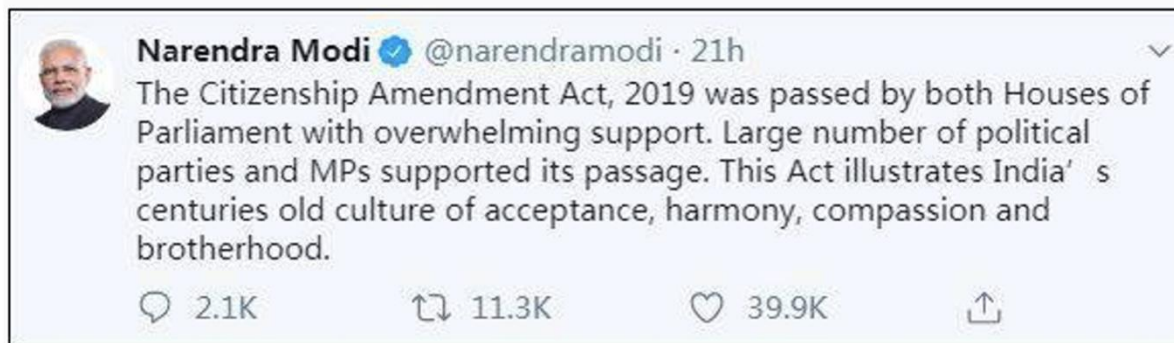 Narendra Modi @narendramodi · 21h
The Citizenship Amendment Act, 2019 was passed by both Houses of
Parliament with overwhelming support. Large number of political
parties and MPs supported its passage. This Act illustrates India’ s
centuries old culture of acceptance, harmony, compassion and
brotherhood.
2.1K 11.3K 39.9K